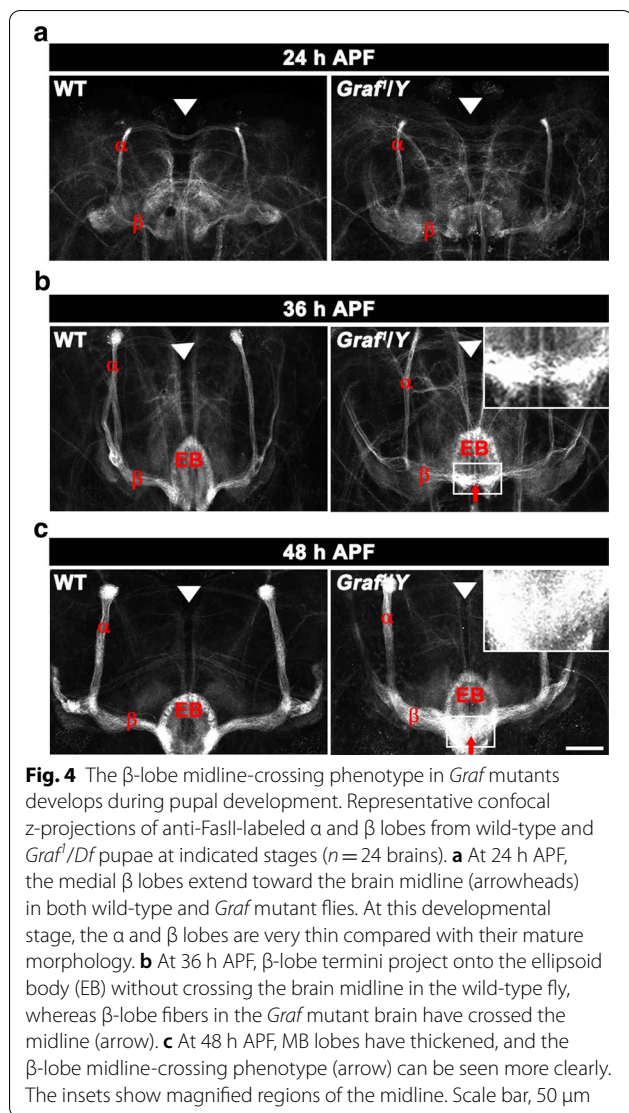 a
24 h APF
WT
Graf¹/Y
α
α
β
β
b
36 h APF
WT
Graf¹/Y
α
α
EB
EB
β
β
c
48 h APF
WT
Graf¹/Y
α
α
EB
EB
β
β
Fig. 4 The β-lobe midline-crossing phenotype in Graf mutants
develops during pupal development. Representative confocal
z-projections of anti-FasII-labeled α and β lobes from wild-type and
Graf¹/Df pupae at indicated stages (n = 24 brains). a At 24 h APF,
the medial β lobes extend toward the brain midline (arrowheads)
in both wild-type and Graf mutant flies. At this developmental
stage, the α and β lobes are very thin compared with their mature
morphology. b At 36 h APF, β-lobe termini project onto the ellipsoid
body (EB) without crossing the brain midline in the wild-type fly,
whereas β-lobe fibers in the Graf mutant brain have crossed the
midline (arrow). c At 48 h APF, MB lobes have thickened, and the
β-lobe midline-crossing phenotype (arrow) can be seen more clearly.
The insets show magnified regions of the midline. Scale bar, 50 μm